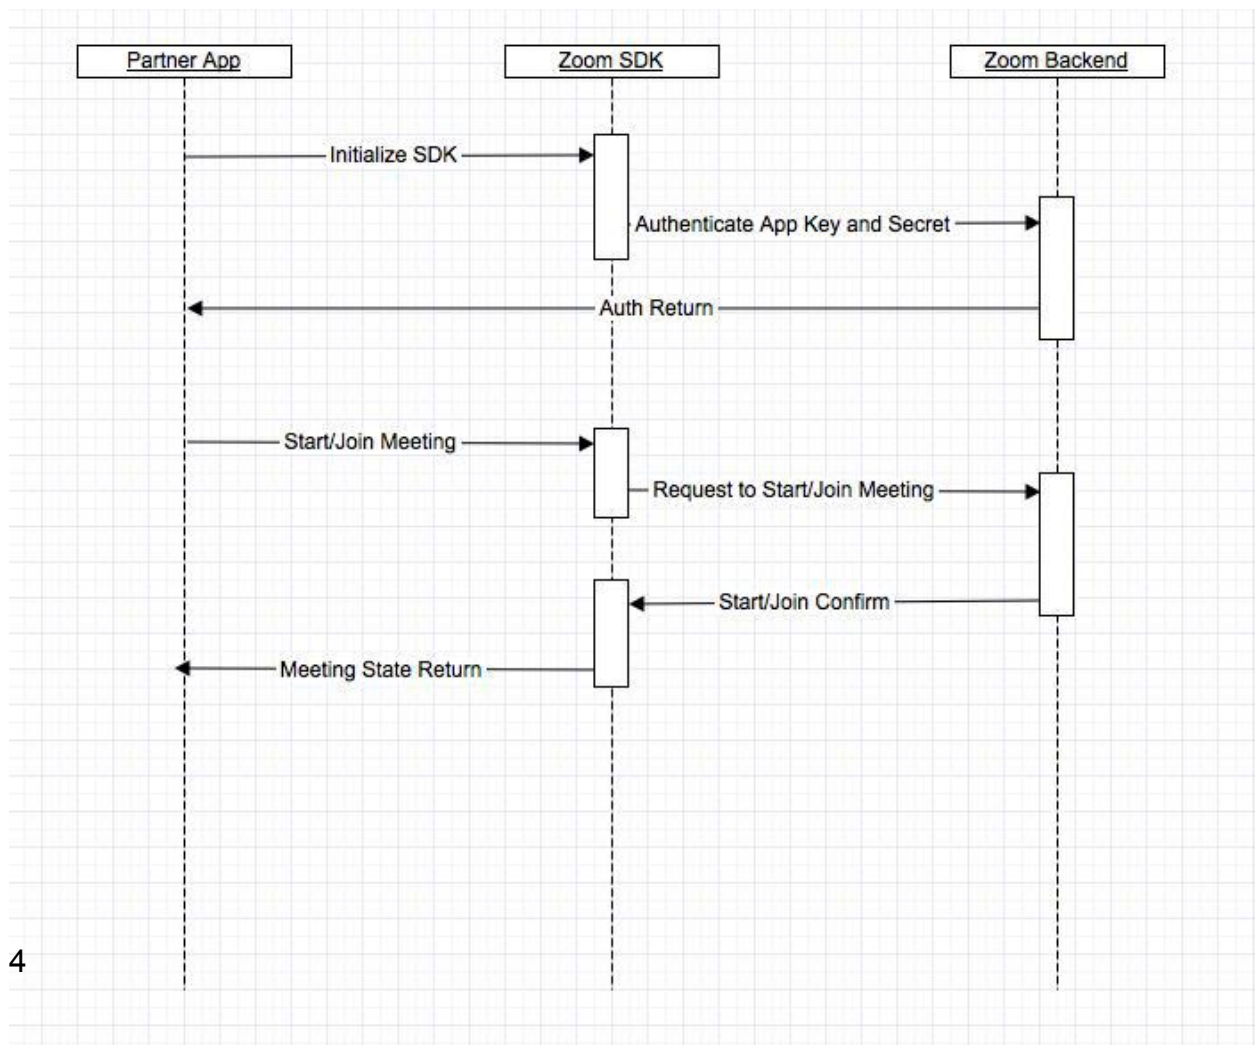 Partner App
Zoom SDK
Zoom Backend
Initialize SDK
Authenticate App Key and Secret
Auth Return
Start/Join Meeting
Request to Start/Join Meeting
Start/Join Confirm
Meeting State Return
4